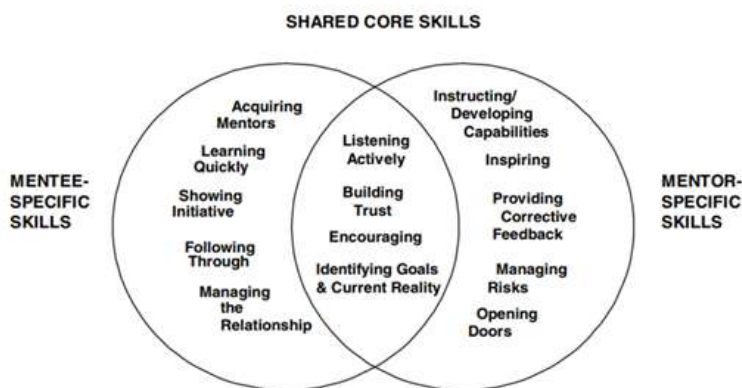 SHARED CORE SKILLS
MENTEE-
SPECIFIC
SKILLS
Acquiring
Mentors
Learning
Quickly
Showing
Initiative
Following
Through
Managing
the
Relationship
Listening
Actively
Building
Trust
Encouraging
Identifying Goals
& Current Reality
Instructing/
Developing
Capabilities
Inspiring
Providing
Corrective
Feedback
Managing
Risks
Opening
Doors
MENTOR-
SPECIFIC
SKILLS